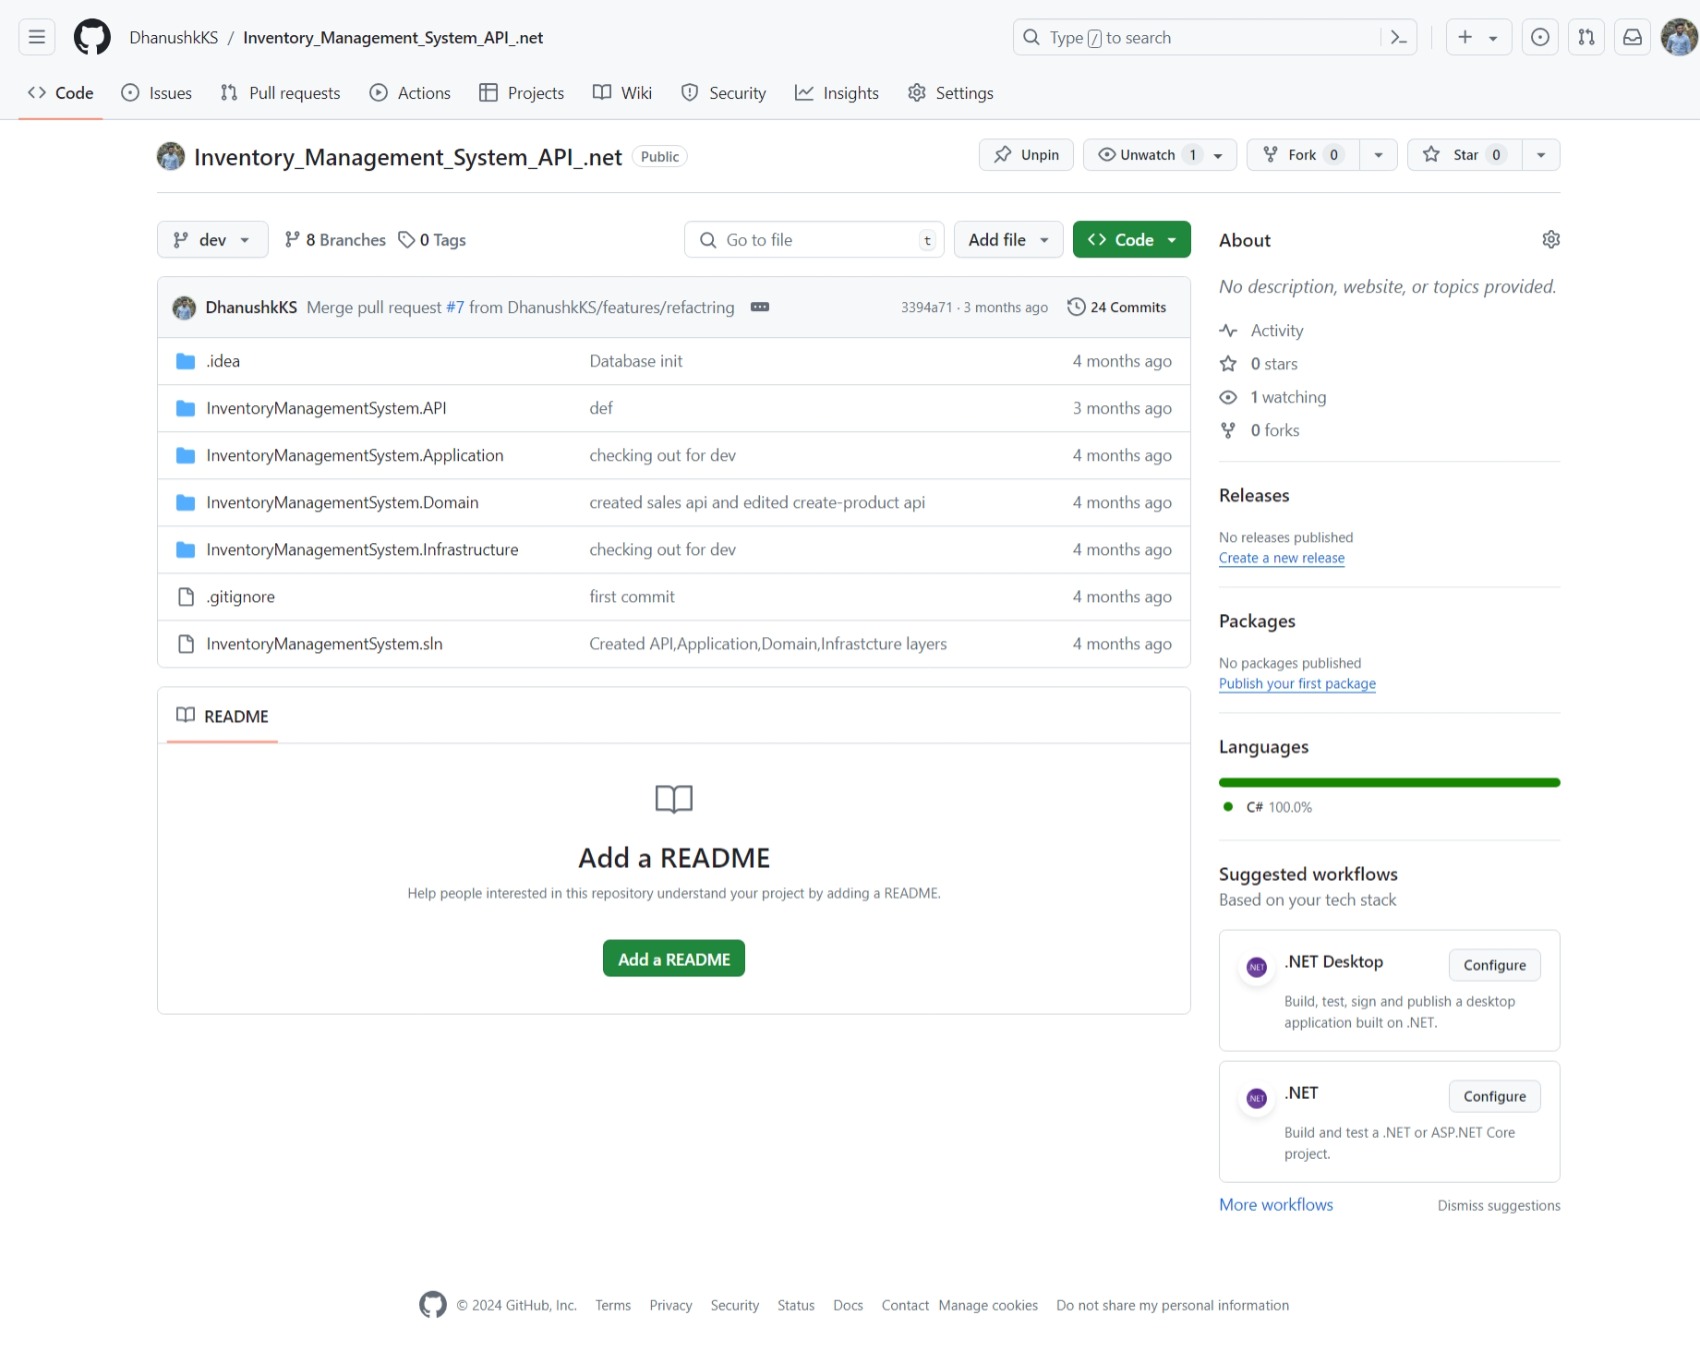 DhanushkKS / Inventory_Management_System_API_.net
Type / to search
Code Issues Pull requests Actions Projects Wiki Security Insights Settings
Inventory_Management_System_API_.net Public
Unpin Unwatch 1 Fork 0 Star 0
dev 8 Branches 0 Tags
Go to file t Add file Code
DhanushkKS Merge pull request #7 from DhanushkKS/features/refactring 3394a71 · 3 months ago 24 Commits
.idea Database init 4 months ago
InventoryManagementSystem.API def 3 months ago
InventoryManagementSystem.Application checking out for dev 4 months ago
InventoryManagementSystem.Domain created sales api and edited create-product api 4 months ago
InventoryManagementSystem.Infrastructure checking out for dev 4 months ago
.gitignore first commit 4 months ago
InventoryManagementSystem.sln Created API,Application,Domain,Infrastcture layers 4 months ago
README
Add a README
Help people interested in this repository understand your project by adding a README.
Add a README
About
No description, website, or topics provided.
Activity
0 stars
1 watching
0 forks
Releases
No releases published
Create a new release
Packages
No packages published
Publish your first package
Languages
C# 100.0%
Suggested workflows
Based on your tech stack
NET .NET Desktop Configure
Build, test, sign and publish a desktop
application built on .NET.
NET .NET Configure
Build and test a .NET or ASP.NET Core
project.
More workflows Dismiss suggestions
© 2024 GitHub, Inc. Terms Privacy Security Status Docs Contact Manage cookies Do not share my personal information